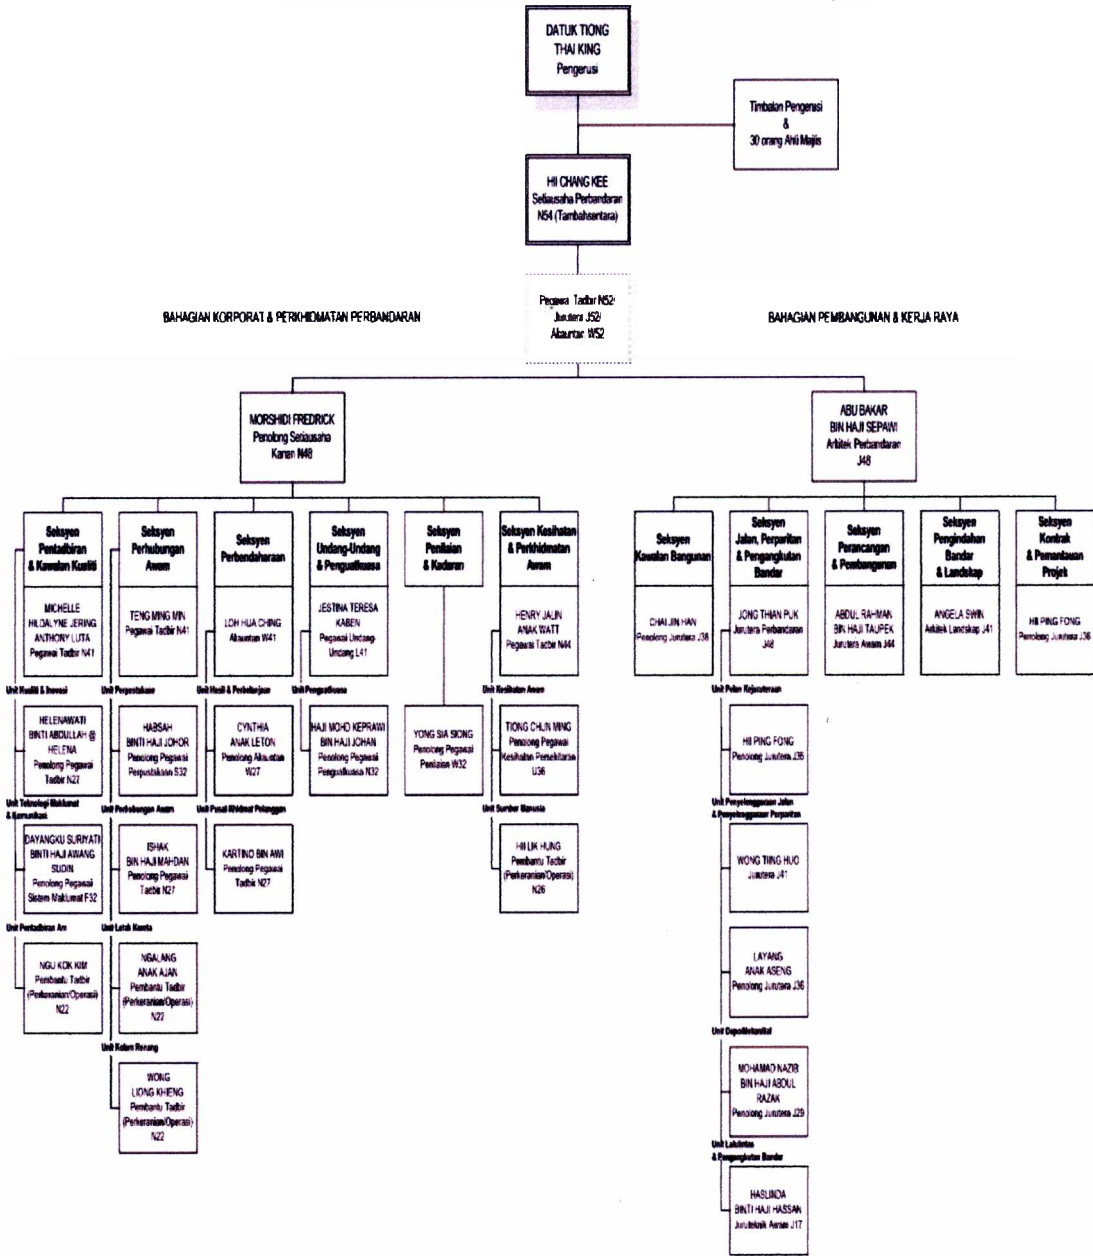 DATUK TIONG
THAI KING
Pengerusi
Timbalan Pengerusi
&
30 orang Ahli Majlis
HII CHANG KEE
Setiausaha Perbandaran
N54 (Tambahsentara)
Pegawai Tadbir N52/
Jurutera J52/
Akauntan W52
BAHAGIAN KORPORAT & PERKHIDMATAN PERBANDARAN
BAHAGIAN PEMBANGUNAN & KERJA RAYA
MORSHIDI FREDRICK
Penolong Setiausaha
Kanan N48
ABU BAKAR
BIN HAJI SEPAWI
Arkitek Perbandaran
J48
Seksyen
Pentadbiran
& Kawalan Kualiti
MICHELLE
HILDALYNE JERING
ANTHONY LUTA
Pegawai Tadbir N41
Unit Kualiti & Inovasi
HELENAWATI
BINTI ABDULLAH @
HELENA
Penolong Pegawai
Tadbir N27
Unit Teknologi Maklumat
& Komunikasi
DAYANGKU SURIYATI
BINTI HAJI AWANG
SUDIN
Penolong Pegawai
Sistem Maklumat F32
Unit Pentadbiran Am
NGU KOK KIM
Pembantu Tadbir
(Perkeranian/Operasi)
N22
Seksyen
Perhubungan
Awam
TENG MING MIN
Pegawai Tadbir N41
Unit Perpustakaan
HABSAH
BINTI HAJI JOHOR
Penolong Pegawai
Perpustakaan S32
Unit Perhubungan Awam
ISHAK
BIN HAJI MAHDAN
Penolong Pegawai
Tadbir N27
Unit Letak Kereta
NGALANG
ANAK AJAN
Pembantu Tadbir
(Perkeranian/Operasi)
N22
Unit Kolam Renang
WONG
LIONG KHIENG
Pembantu Tadbir
(Perkeranian/Operasi)
N22
Seksyen
Perbendaharaan
LOH HUA CHING
Akauntan W41
Unit Hasil & Perbelanjaan
CYNTHIA
ANAK LETON
Penolong Akauntan
W27
Unit Pusat Khidmat Pelanggan
KARTINO BIN AWI
Penolong Pegawai
Tadbir N27
Seksyen
Undang-Undang
& Penguatkuasa
JESTINA TERESA
KABEN
Pegawai Undang-
Undang L41
Unit Penguatkuasa
HAJI MOHD KEPRAWI
BIN HAJI JOHAN
Penolong Pegawai
Penguatkuasa N32
Seksyen
Penilaian
& Kadaran
YONG SIA SIONG
Penolong Pegawai
Penilaian W32
Seksyen Kesihatan
& Perkhidmatan
Awam
HENRY JALIN
ANAK WATT
Pegawai Tadbir N44
Unit Kesihatan Awam
TIONG CHUN MING
Penolong Pegawai
Kesihatan Persekitaran
U36
Unit Sumber Manusia
HII LIK HUNG
Pembantu Tadbir
(Perkeranian/Operasi)
N26
Seksyen
Kawalan Bangunan
CHAI JIN HAN
Penolong Jurutera J38
Seksyen
Jalan, Perparitan
& Pengangkutan
Bandar
JONG THIAN PUK
Jurutera Perbandaran
J48
Unit Pelan Kejuruteraan
HII PING FONG
Penolong Jurutera J36
Unit Penyelenggaraan Jalan
& Penyelenggaraan Perparitan
WONG TIING HUO
Jurutera J41
LAYANG
ANAK ASENG
Penolong Jurutera J36
Unit Depo/Mekanikal
MOHAMAD NAZIB
BIN HAJI ABDUL
RAZAK
Penolong Jurutera J29
Unit Lalulintas
& Pengangkutan Bandar
HASLINDA
BINTI HAJI HASSAN
Juruteknik Awam J17
Seksyen
Perancangan
& Pembangunan
ABDUL RAHMAN
BIN HAJI TAUPEK
Jurutera Awam J44
Seksyen
Pengindahan
Bandar
& Landskap
ANGELA SWIN
Arkitek Landskap J41
Seksyen
Kontrak
& Pemantauan
Projek
HII PING FONG
Penolong Jurutera J36